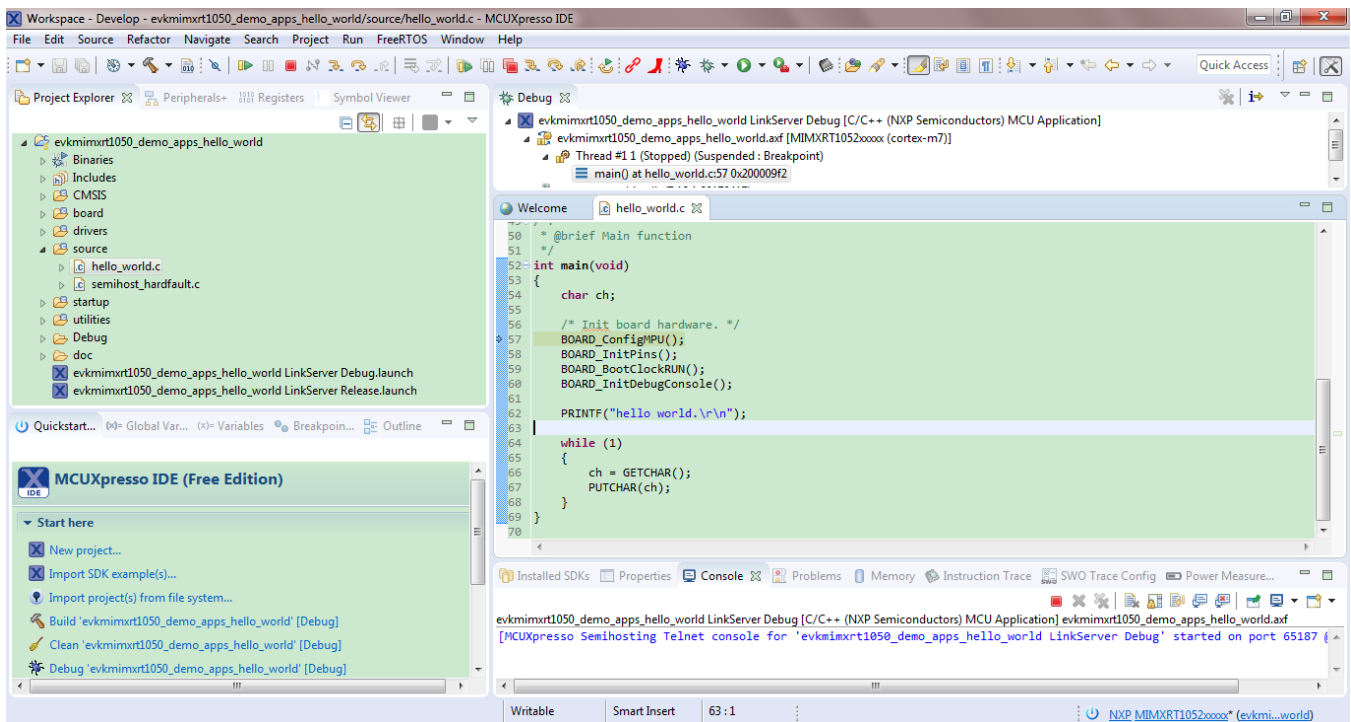 Workspace - Develop - evkmimxrt1050_demo_apps_hello_world/source/hello_world.c - MCUXpresso IDE
File Edit Source Refactor Navigate Search Project Run FreeRTOS Window Help
Quick Access
Project Explorer Peripherals+ Registers Symbol Viewer
evkmimxrt1050_demo_apps_hello_world
Binaries
Includes
CMSIS
board
drivers
source
hello_world.c
semihost_hardfault.c
startup
utilities
Debug
doc
evkmimxrt1050_demo_apps_hello_world LinkServer Debug.launch
evkmimxrt1050_demo_apps_hello_world LinkServer Release.launch
Quickstart... (x)= Global Var... (x)= Variables Breakpoin... Outline
MCUXpresso IDE (Free Edition)
IDE
Start here
New project...
Import SDK example(s)...
Import project(s) from file system...
Build 'evkmimxrt1050_demo_apps_hello_world' [Debug]
Clean 'evkmimxrt1050_demo_apps_hello_world' [Debug]
Debug 'evkmimxrt1050_demo_apps_hello_world' [Debug]
Debug
evkmimxrt1050_demo_apps_hello_world LinkServer Debug [C/C++ (NXP Semiconductors) MCU Application]
evkmimxrt1050_demo_apps_hello_world.axf [MIMXRT1052xxxxx (cortex-m7)]
Thread #1 1 (Stopped) (Suspended : Breakpoint)
main() at hello_world.c:57 0x200009f2
Welcome hello_world.c
50 * @brief Main function
51 */
52 int main(void)
53 {
54 char ch;
55
56 /* Init board hardware. */
57 BOARD_ConfigMPU();
58 BOARD_InitPins();
59 BOARD_BootClockRUN();
60 BOARD_InitDebugConsole();
61
62 PRINTF("hello world.\r\n");
63
64 while (1)
65 {
66 ch = GETCHAR();
67 PUTCHAR(ch);
68 }
69 }
70
Installed SDKs Properties Console Problems Memory Instruction Trace SWO Trace Config Power Measure...
evkmimxrt1050_demo_apps_hello_world LinkServer Debug [C/C++ (NXP Semiconductors) MCU Application] evkmimxrt1050_demo_apps_hello_world.axf
[MCUXpresso Semihosting Telnet console for 'evkmimxrt1050_demo_apps_hello_world LinkServer Debug' started on port 65187
Writable Smart Insert 63 : 1
NXP MIMXRT1052xxxxx* (evkmi...world)